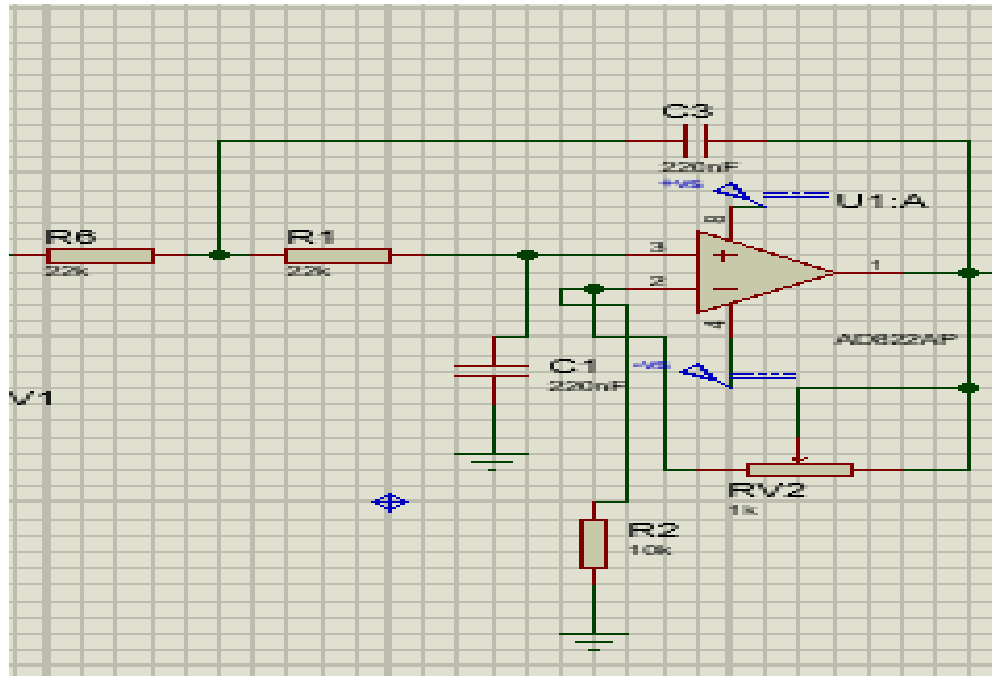 C3
220nF
+VS
U1:A
8
R6
22k
R1
22k
3
2
1
4
AD822AP
C1
220nF
-VS
V1
RV2
1k
R2
10k